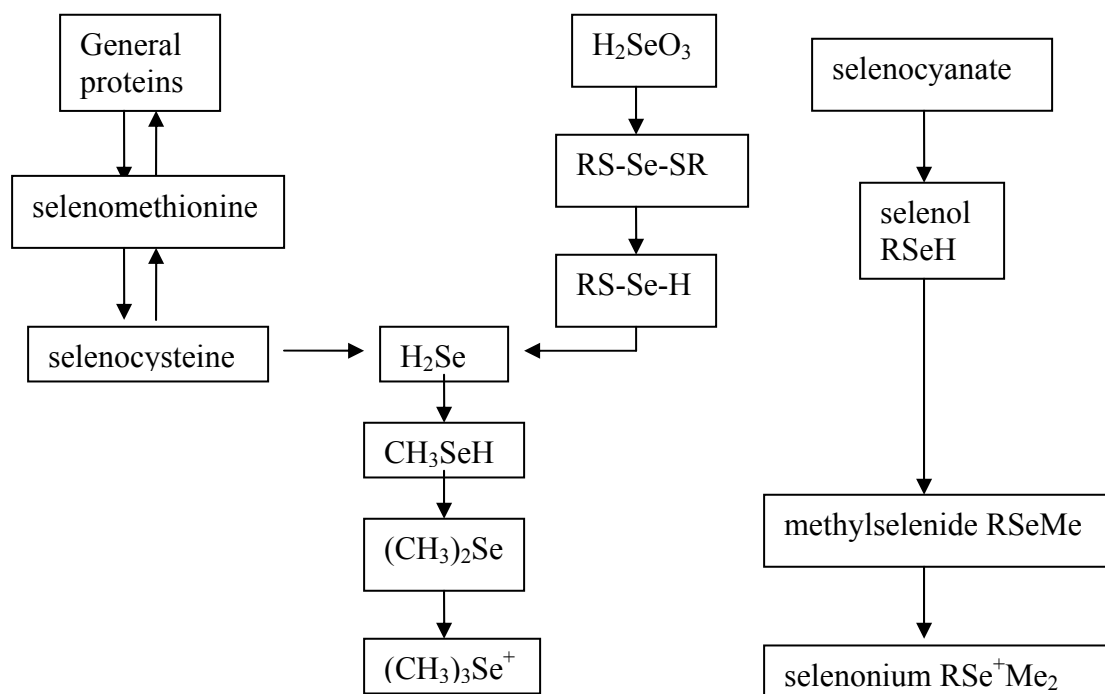 General
proteins
H₂SeO₃
selenocyanate
RS-Se-SR
selenomethionine
selenol
RSeH
RS-Se-H
selenocysteine
H₂Se
CH₃SeH
methylselenide RSeMe
(CH₃)₂Se
(CH₃)₃Se⁺
selenonium RSe⁺Me₂